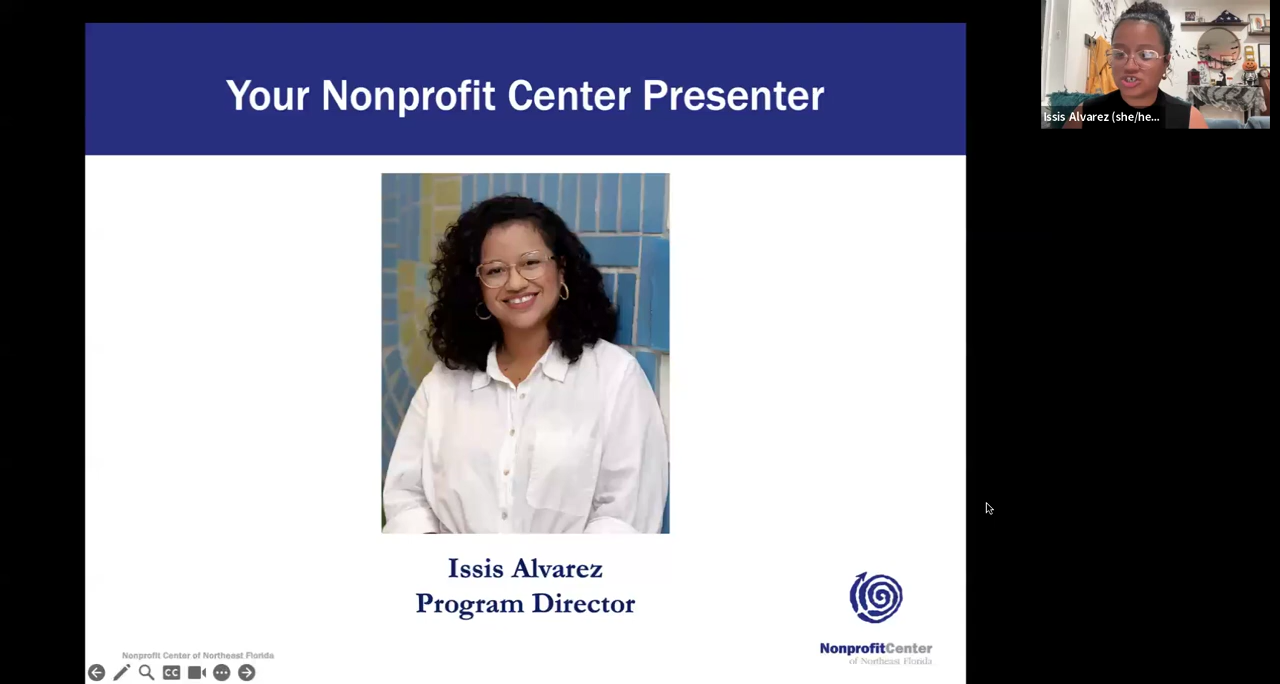 Your Nonprofit Center Presenter
Issis Alvarez (she/he...
Issis Alvarez
Program Director
NonprofitCenter
of Northeast Florida
Nonprofit Center of Northeast Florida
CC